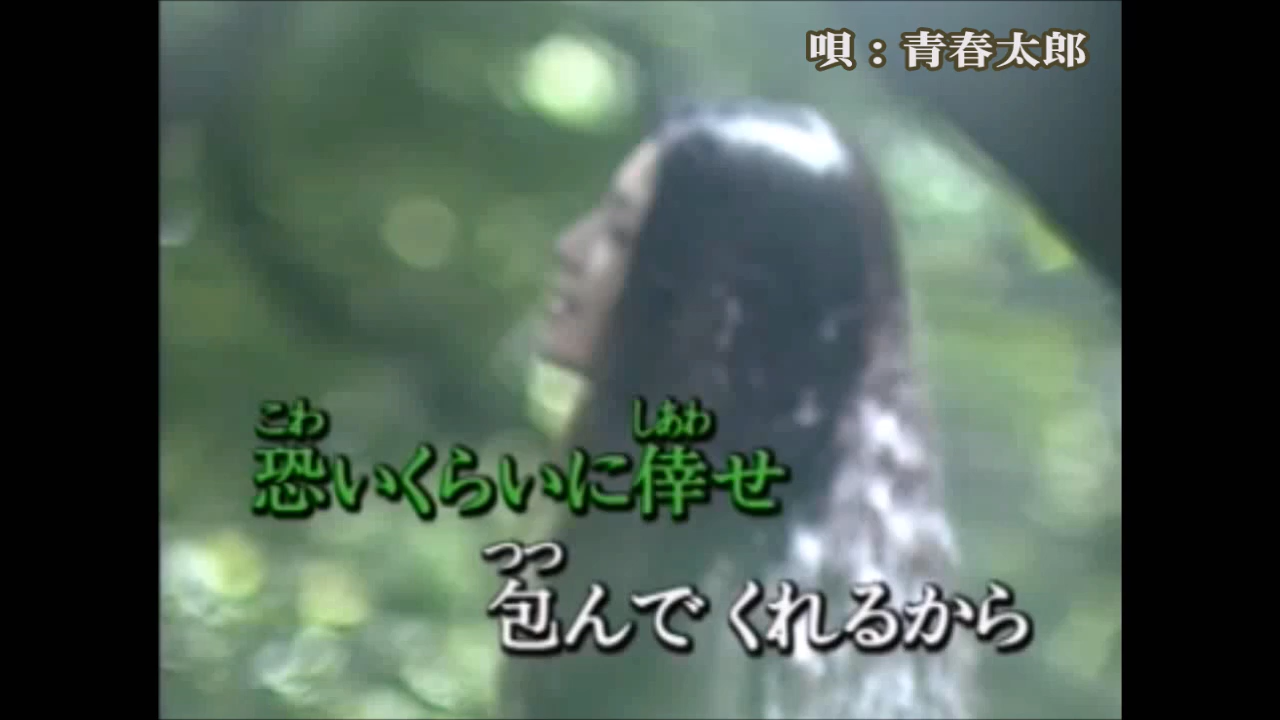 唄：青春太郎
こわ しあわ
恐いくらいに倖せ
つつ
包んでくれるから